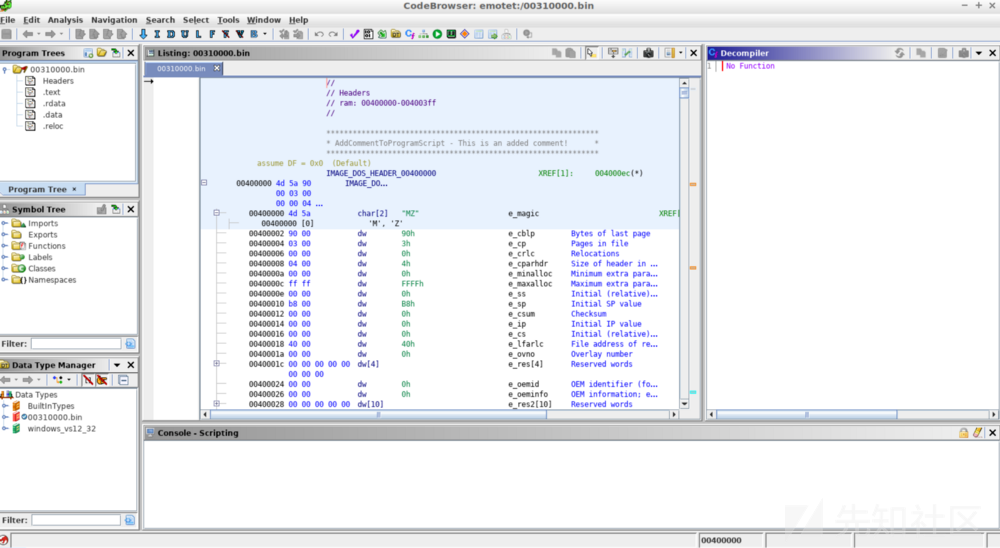 CodeBrowser: emotet:/00310000.bin
File Edit Analysis Navigation Search Select Tools Window Help
I D U L F R V B
Program Trees
00310000.bin
Headers
.text
.rdata
.data
.reloc
Program Tree ×
Symbol Tree
Imports
Exports
Functions
Labels
Classes
Namespaces
Filter:
Data Type Manager
Data Types
BuiltInTypes
00310000.bin
windows_vs12_32
Filter:
Listing: 00310000.bin
00310000.bin
//
// Headers
// ram: 00400000-004003ff
//
*************************************************************
* AddCommentToProgramScript - This is an added comment! *
*************************************************************
assume DF = 0x0 (Default)
IMAGE_DOS_HEADER_00400000 XREF[1]: 004000ec(*)
00400000 4d 5a 90 IMAGE_DO...
00 03 00
00 00 04 ...
00400000 4d 5a char[2] "MZ" e_magic XREF[
00400000 [0] 'M', 'Z'
00400002 90 00 dw 90h e_cblp Bytes of last page
00400004 03 00 dw 3h e_cp Pages in file
00400006 00 00 dw 0h e_crlc Relocations
00400008 04 00 dw 4h e_cparhdr Size of header in ...
0040000a 00 00 dw 0h e_minalloc Minimum extra para...
0040000c ff ff dw FFFFh e_maxalloc Maximum extra para...
0040000e 00 00 dw 0h e_ss Initial (relative)...
00400010 b8 00 dw B8h e_sp Initial SP value
00400012 00 00 dw 0h e_csum Checksum
00400014 00 00 dw 0h e_ip Initial IP value
00400016 00 00 dw 0h e_cs Initial (relative)...
00400018 40 00 dw 40h e_lfarlc File address of re...
0040001a 00 00 dw 0h e_ovno Overlay number
0040001c 00 00 00 00 00 dw[4] e_res[4] Reserved words
00 00 00
00400024 00 00 dw 0h e_oemid OEM identifier (fo...
00400026 00 00 dw 0h e_oeminfo OEM information; e...
00400028 00 00 00 00 00 dw[10] e_res2[10] Reserved words
Decompiler
1 No Function
Console - Scripting
先知社区
00400000